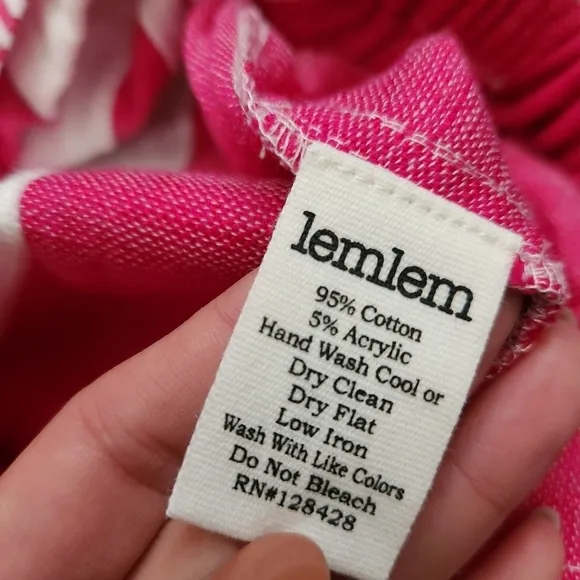 lemlem
95% Cotton
5% Acrylic
Hand Wash Cool or
Dry Clean
Dry Flat
Low Iron
Wash With Like Colors
Do Not Bleach
RN#128428